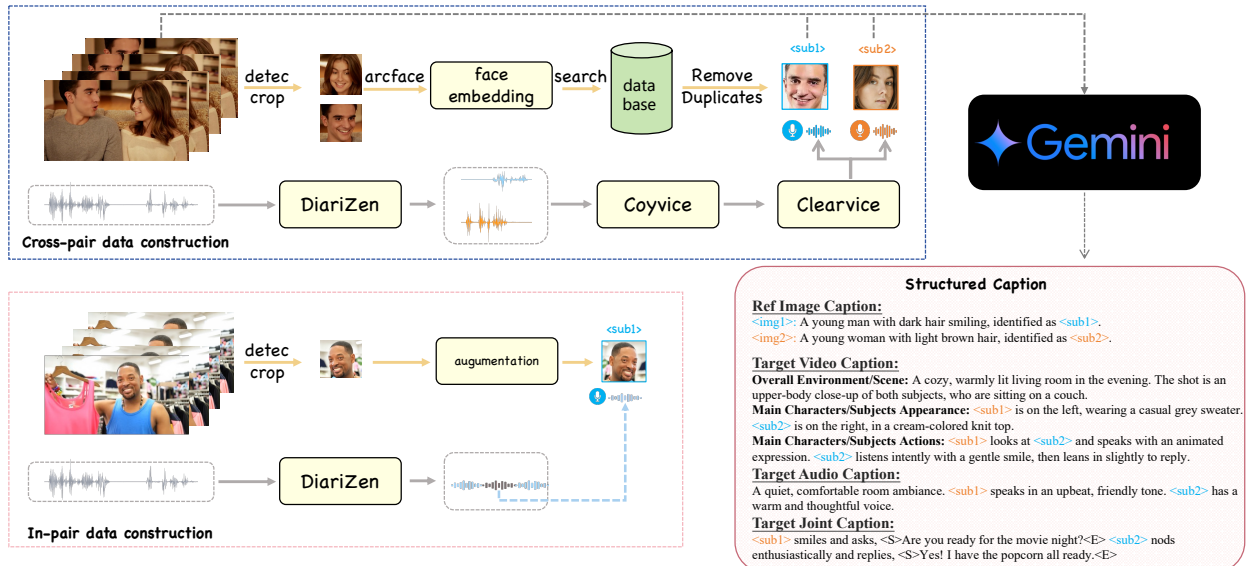 <sub1>
<sub2>
detec
crop
arcface
face
embedding
search
data
base
Remove
Duplicates
Gemini
DiariZen
Coyvice
Clearvice
Cross-pair data construction
<sub1>
detec
crop
augumentation
DiariZen
In-pair data construction
Structured Caption
Ref Image Caption:
<img1>: A young man with dark hair smiling, identified as <sub1>.
<img2>: A young woman with light brown hair, identified as <sub2>.
Target Video Caption:
Overall Environment/Scene: A cozy, warmly lit living room in the evening. The shot is an
upper-body close-up of both subjects, who are sitting on a couch.
Main Characters/Subjects Appearance: <sub1> is on the left, wearing a casual grey sweater.
<sub2> is on the right, in a cream-colored knit top.
Main Characters/Subjects Actions: <sub1> looks at <sub2> and speaks with an animated
expression. <sub2> listens intently with a gentle smile, then leans in slightly to reply.
Target Audio Caption:
A quiet, comfortable room ambiance. <sub1> speaks in an upbeat, friendly tone. <sub2> has a
warm and thoughtful voice.
Target Joint Caption:
<sub1> smiles and asks, <S>Are you ready for the movie night?<E> <sub2> nods
enthusiastically and replies, <S>Yes! I have the popcorn all ready.<E>